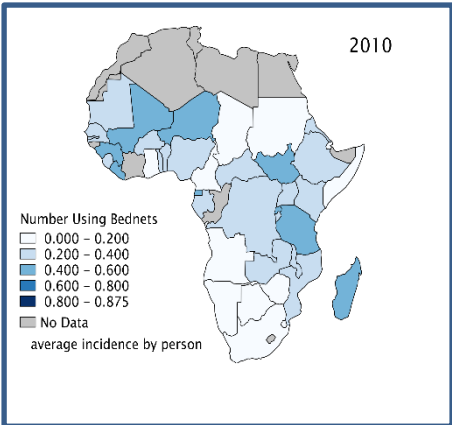 2010
Number Using Bednets
0.000 – 0.200
0.200 – 0.400
0.400 – 0.600
0.600 – 0.800
0.800 – 0.875
No Data
average incidence by person